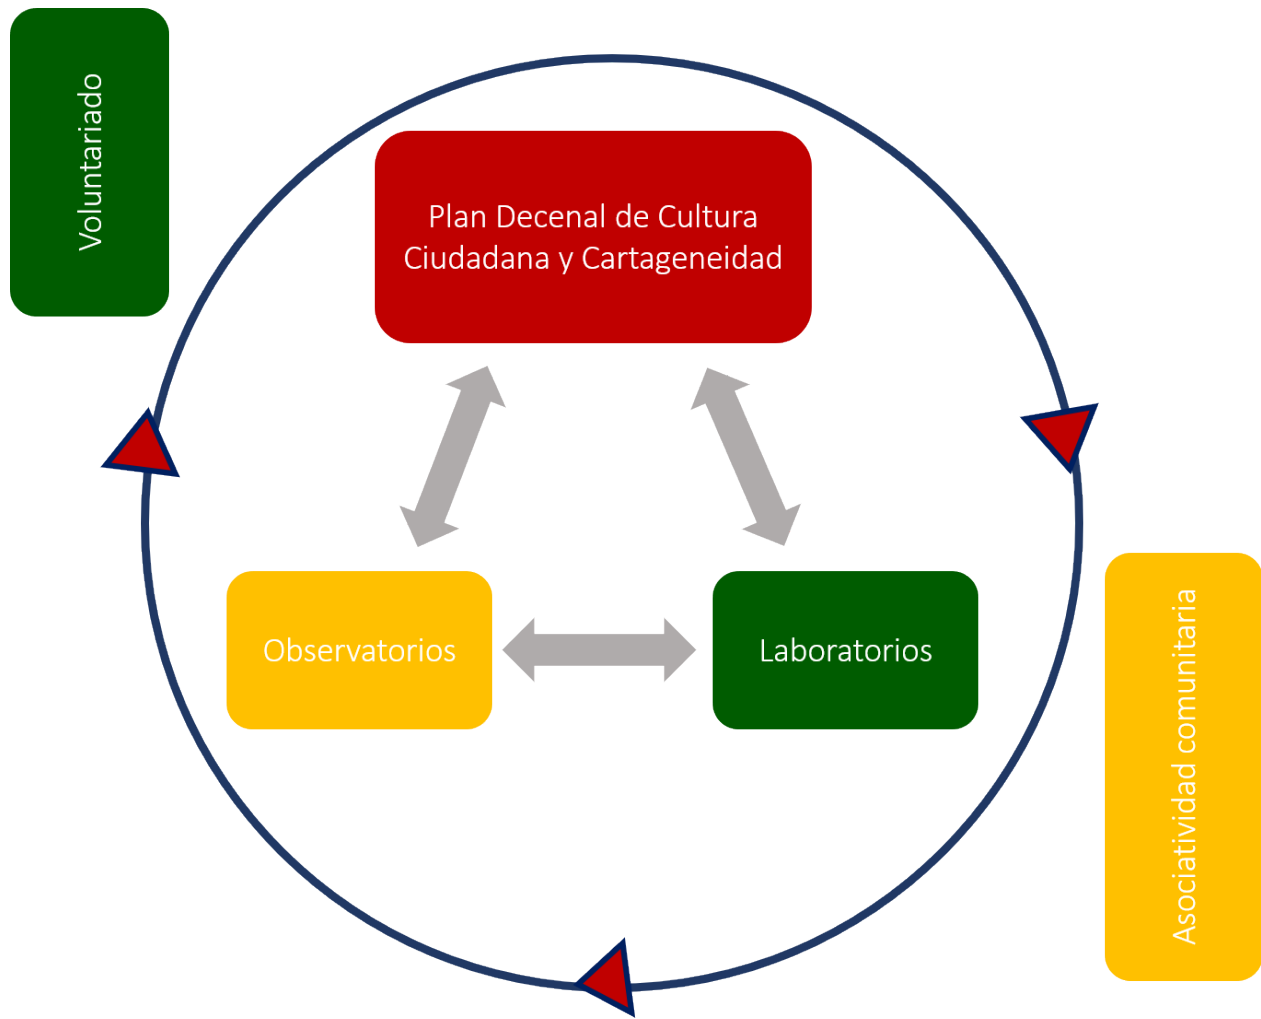 Voluntariado
Plan Decenal de Cultura
Ciudadana y Cartageneidad
Observatorios
Laboratorios
Asociatividad comunitaria